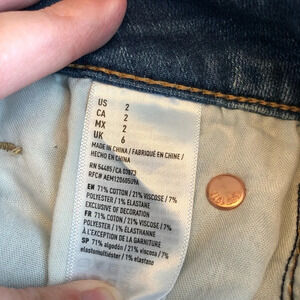 US 2
CA 2
MX 2
UK 6
MADE IN CHINA / FABRIQUÉ EN CHINE /
HECHO EN CHINA
RN 54485 / CA 03073
RFC# AEM120605U9A
EN 71% COTTON / 21% VISCOSE / 7%
POLYESTER / 1% ELASTANE
EXCLUSIVE OF DECORATION
FR 71% COTON / 21% VISCOSE / 7%
POLYESTER / 1% ÉLASTHANNE
À L'EXCEPTION DE LA GARNITURE
SP 71% algodón / 21% viscosa / 7%
elastomultiéster / 1% elastano